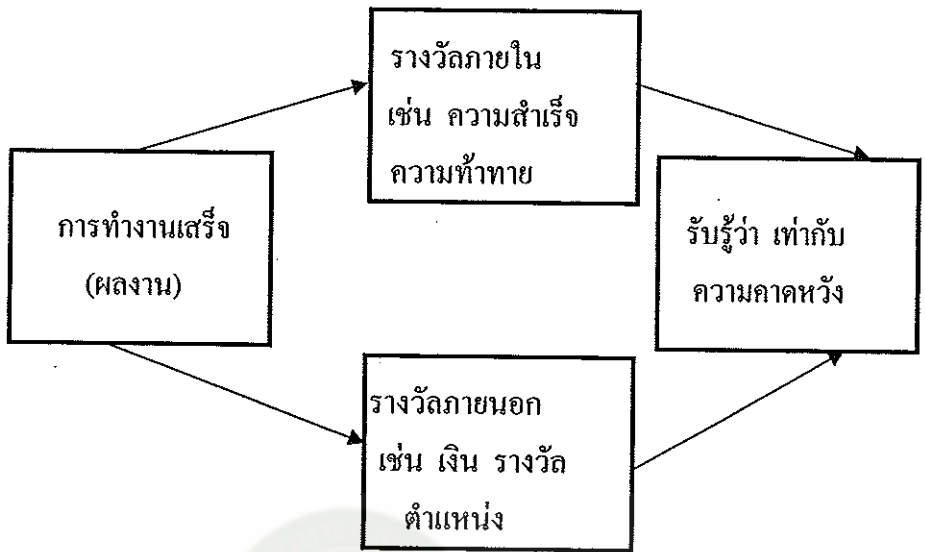 รางวัลภายใน
เช่น ความสำเร็จ
ความท้าทาย
การทำงานเสร็จ
(ผลงาน)
รับรู้ว่า เท่ากับ
ความคาดหวัง
รางวัลภายนอก
เช่น เงิน รางวัล
ตำแหน่ง